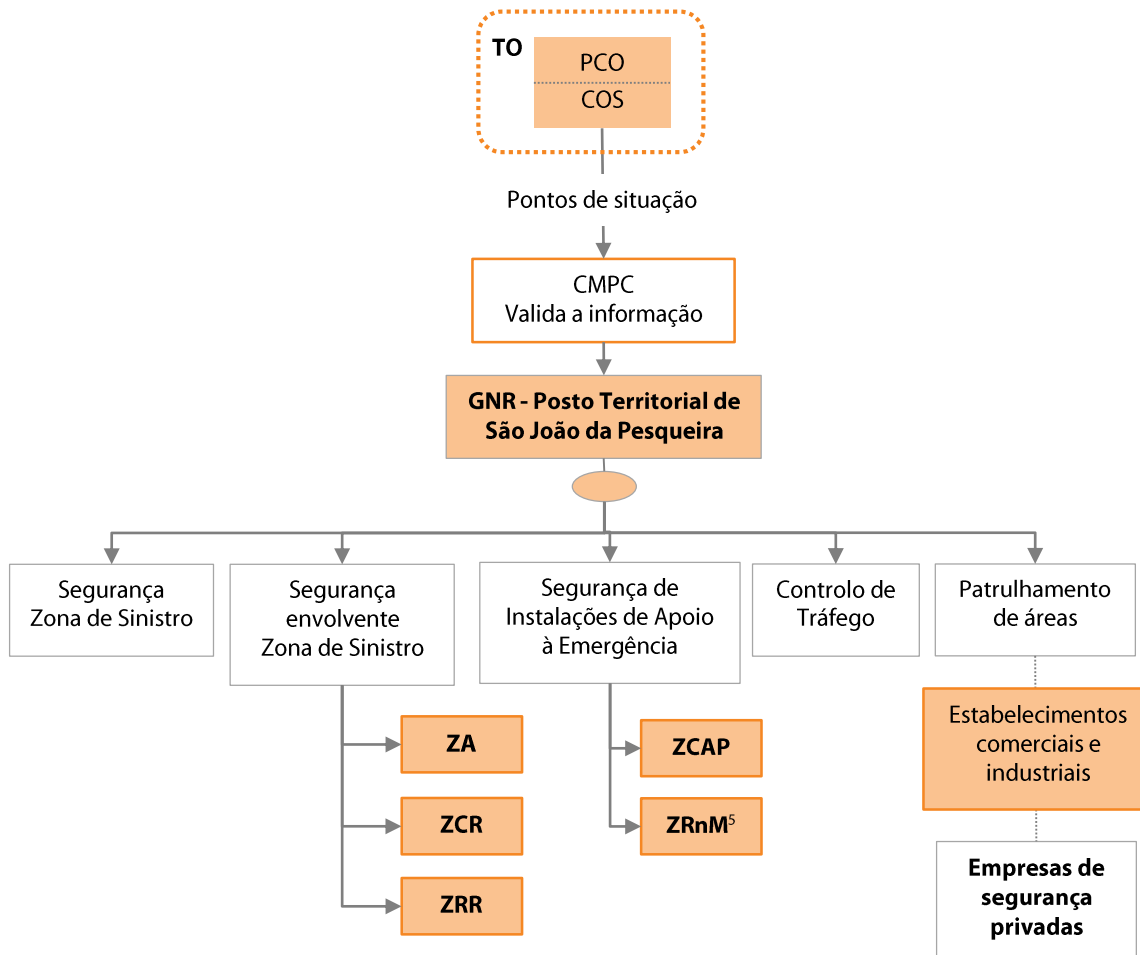 TO
PCO
COS
Pontos de situação
CMPC
Valida a informação
GNR - Posto Territorial de
São João da Pesqueira
Segurança
Zona de Sinistro
Segurança
envolvente
Zona de Sinistro
Segurança de
Instalações de Apoio
à Emergência
Controlo de
Tráfego
Patrulhamento
de áreas
ZA
ZCR
ZRR
ZCAP
ZRnM⁵
Estabelecimentos
comerciais e
industriais
Empresas de
segurança
privadas